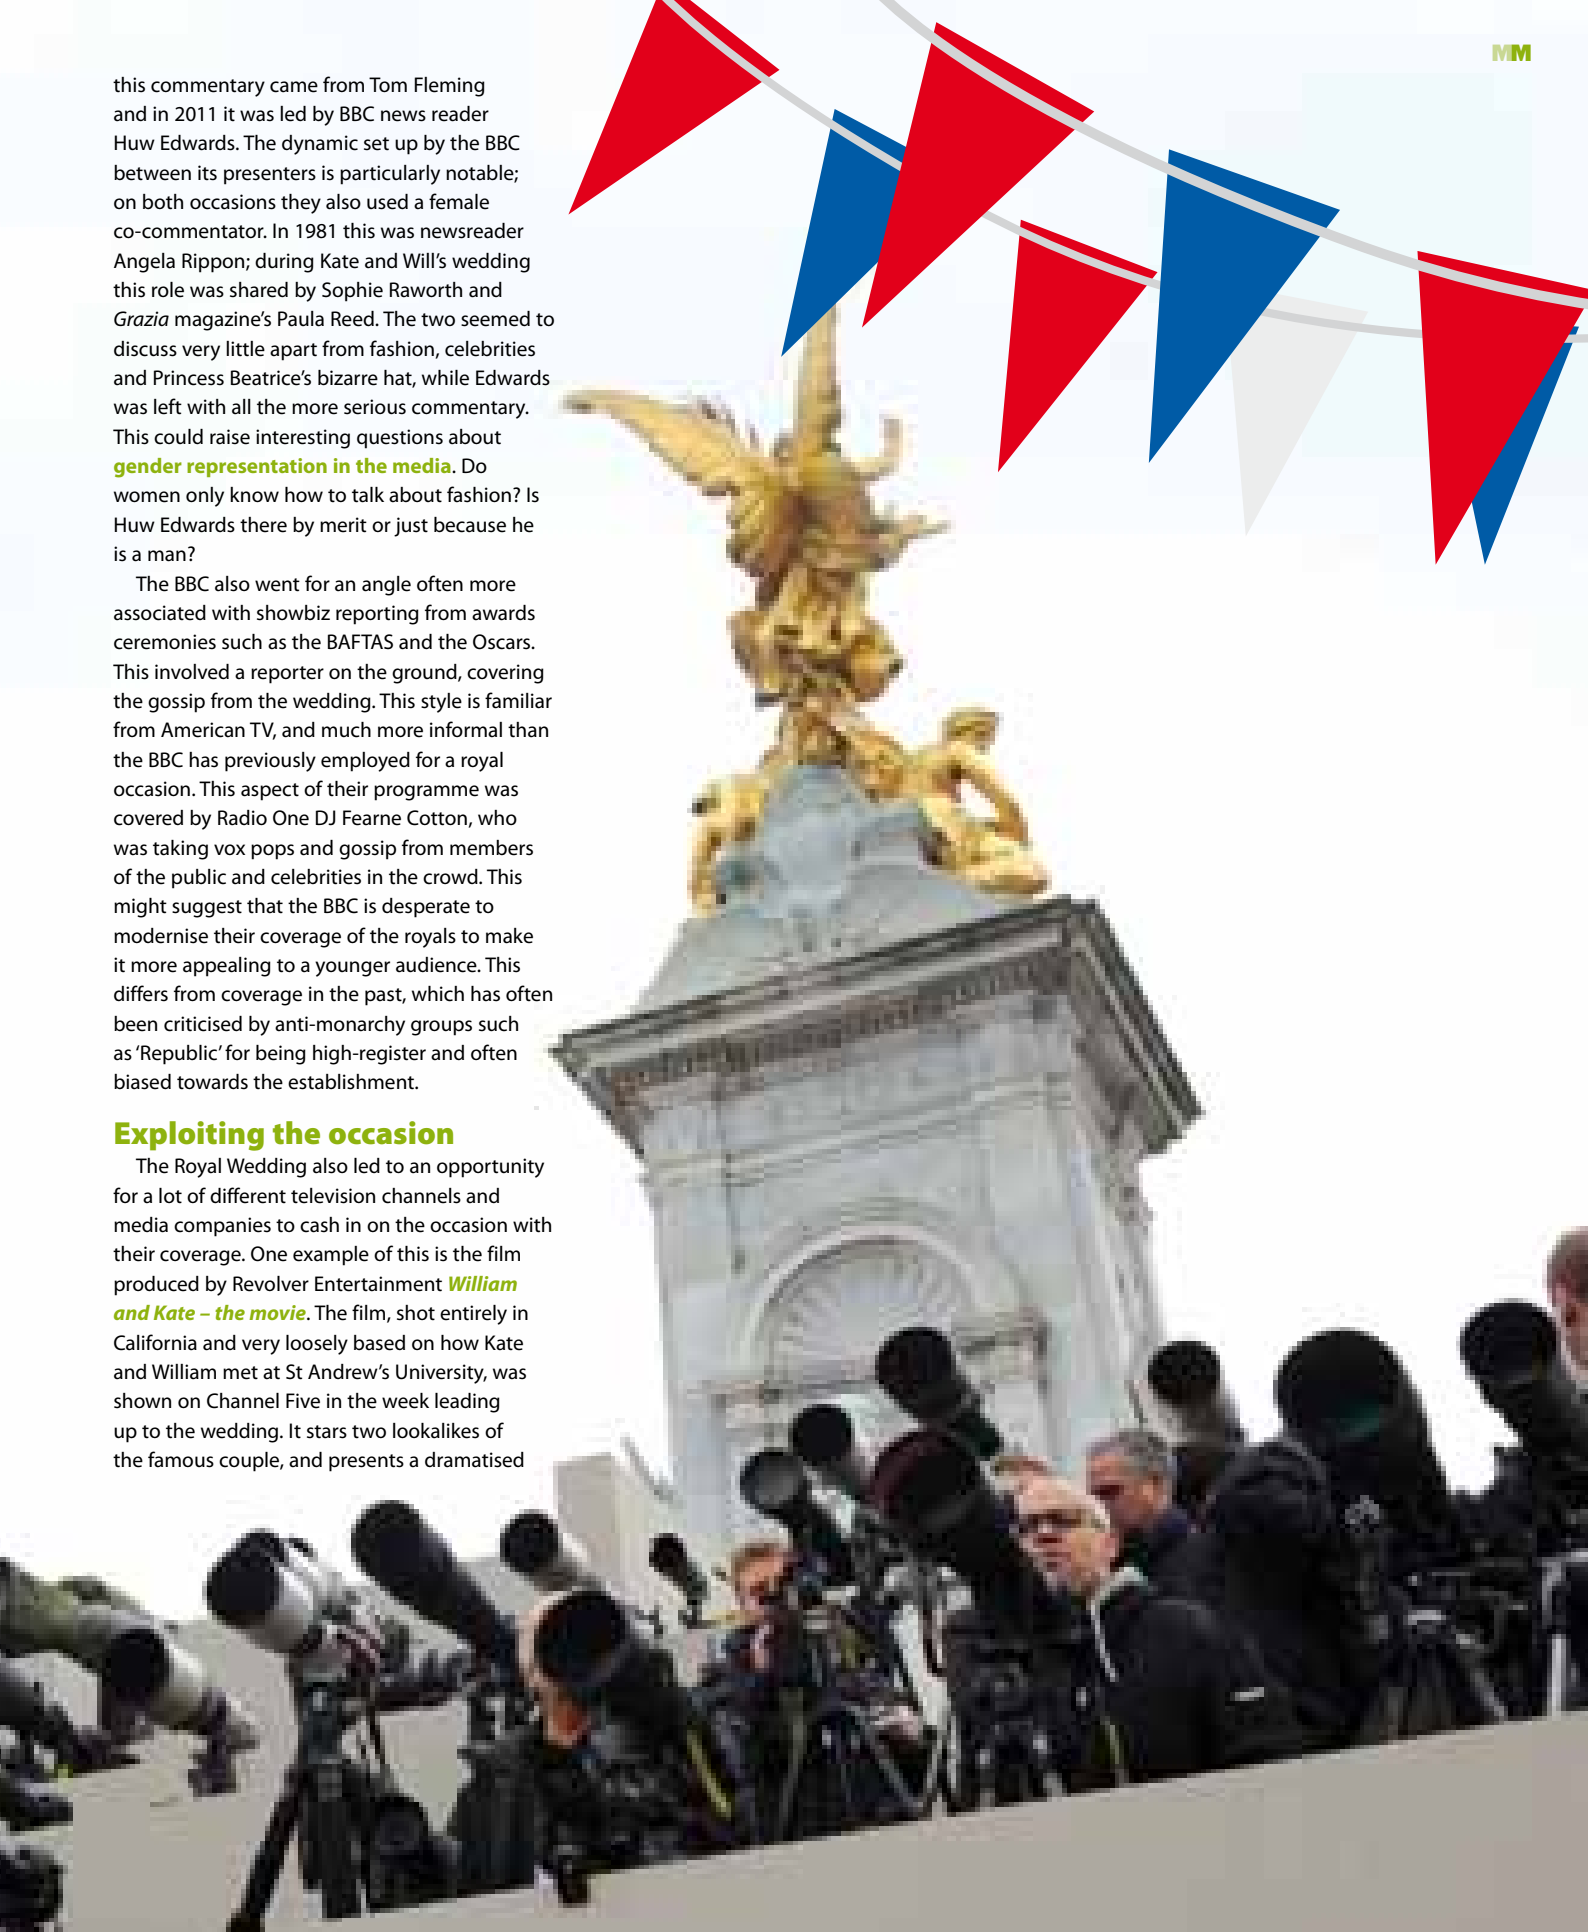 MM
this commentary came from Tom Fleming
and in 2011 it was led by BBC news reader
Huw Edwards. The dynamic set up by the BBC
between its presenters is particularly notable;
on both occasions they also used a female
co-commentator. In 1981 this was newsreader
Angela Rippon; during Kate and Will’s wedding
this role was shared by Sophie Raworth and
Grazia magazine’s Paula Reed. The two seemed to
discuss very little apart from fashion, celebrities
and Princess Beatrice’s bizarre hat, while Edwards
was left with all the more serious commentary.
This could raise interesting questions about
gender representation in the media. Do
women only know how to talk about fashion? Is
Huw Edwards there by merit or just because he
is a man?
The BBC also went for an angle often more
associated with showbiz reporting from awards
ceremonies such as the BAFTAS and the Oscars.
This involved a reporter on the ground, covering
the gossip from the wedding. This style is familiar
from American TV, and much more informal than
the BBC has previously employed for a royal
occasion. This aspect of their programme was
covered by Radio One DJ Fearne Cotton, who
was taking vox pops and gossip from members
of the public and celebrities in the crowd. This
might suggest that the BBC is desperate to
modernise their coverage of the royals to make
it more appealing to a younger audience. This
differs from coverage in the past, which has often
been criticised by anti-monarchy groups such
as ‘Republic’ for being high-register and often
biased towards the establishment.
Exploiting the occasion
The Royal Wedding also led to an opportunity
for a lot of different television channels and
media companies to cash in on the occasion with
their coverage. One example of this is the film
produced by Revolver Entertainment William
and Kate – the movie. The film, shot entirely in
California and very loosely based on how Kate
and William met at St Andrew’s University, was
shown on Channel Five in the week leading
up to the wedding. It stars two lookalikes of
the famous couple, and presents a dramatised